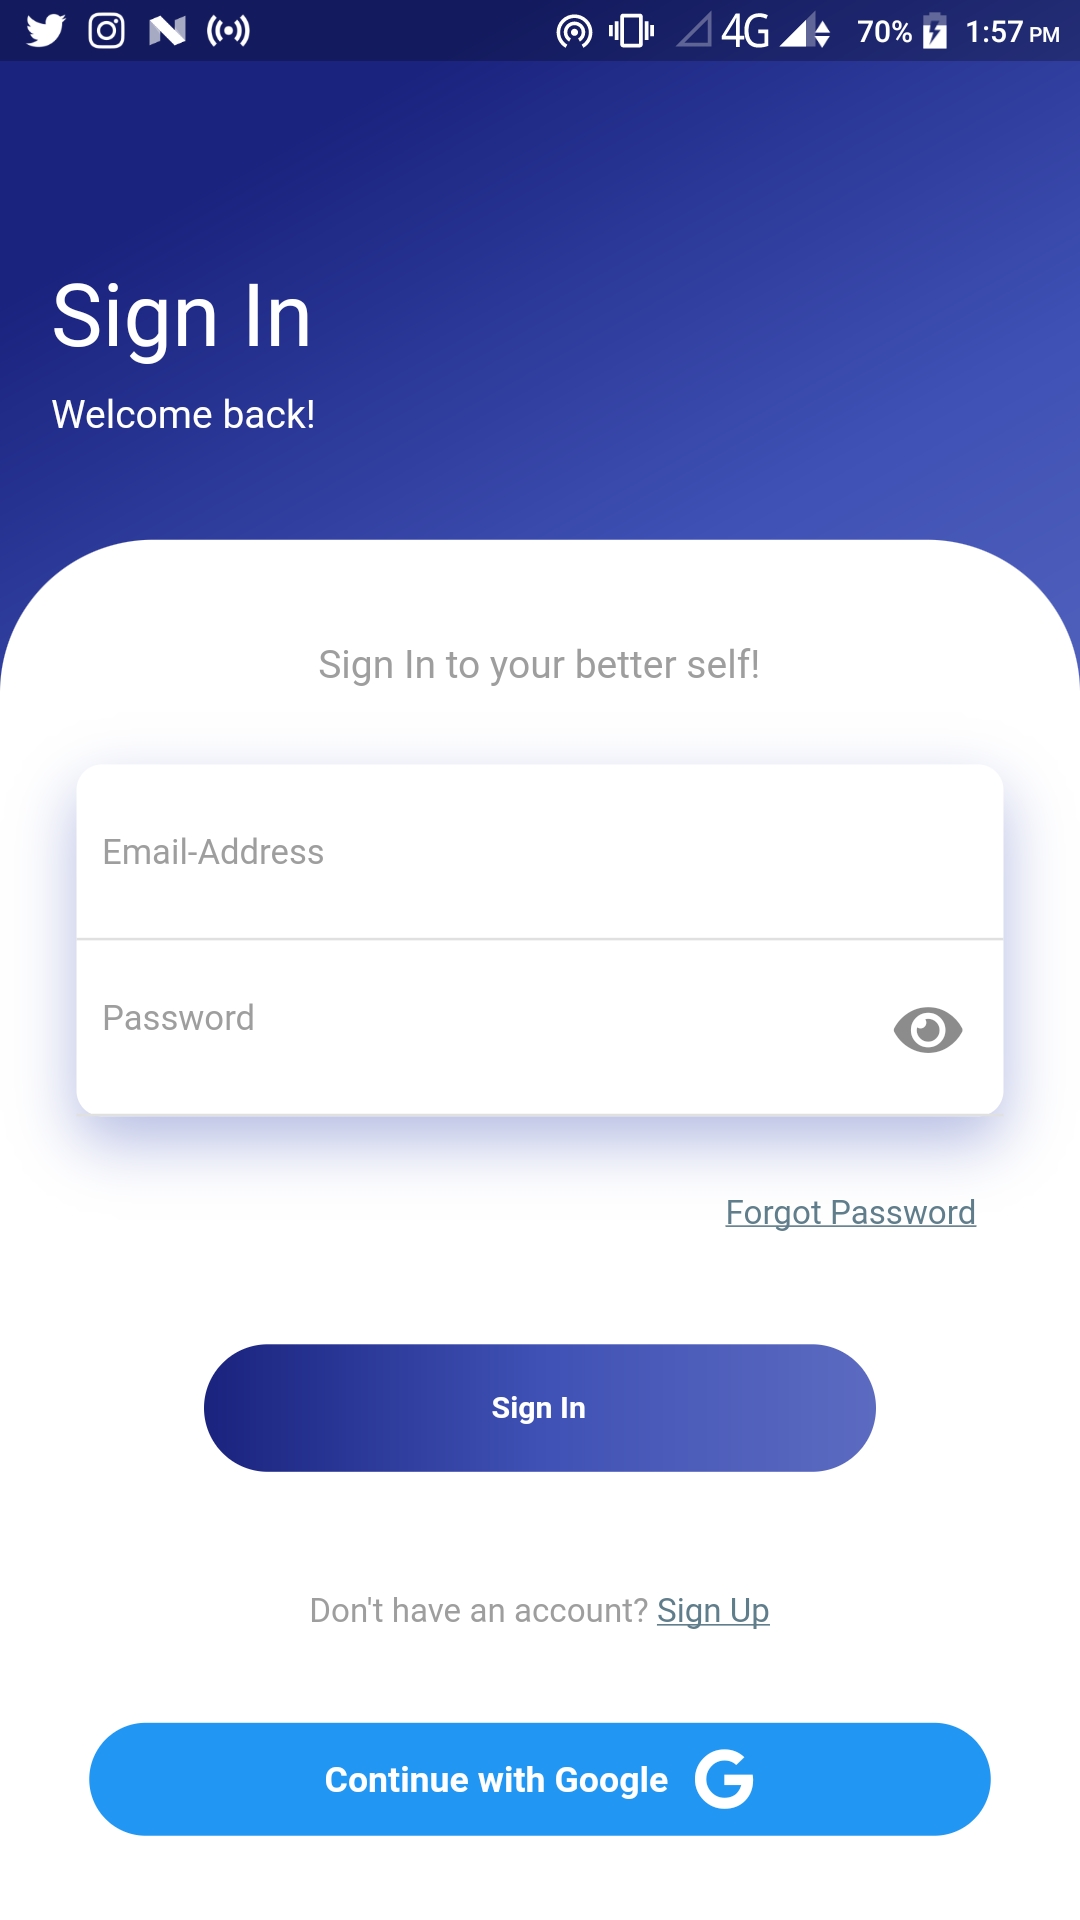 4G 70% 1:57 PM
Sign In
Welcome back!
Sign In to your better self!
Email-Address
Password
Forgot Password
Sign In
Don't have an account? Sign Up
Continue with Google